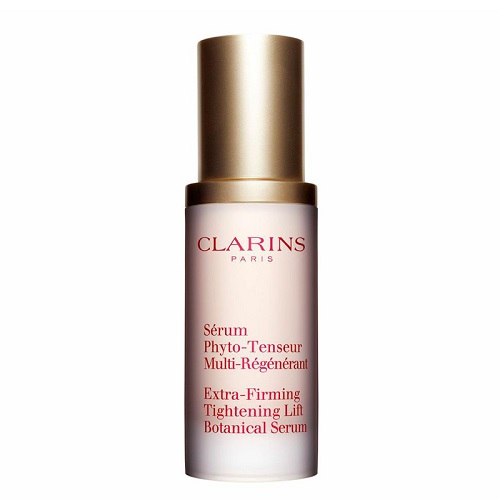 CLARINS
PARIS
Sérum
Phyto-Tenseur
Multi-Régénérant
Extra-Firming
Tightening Lift
Botanical Serum